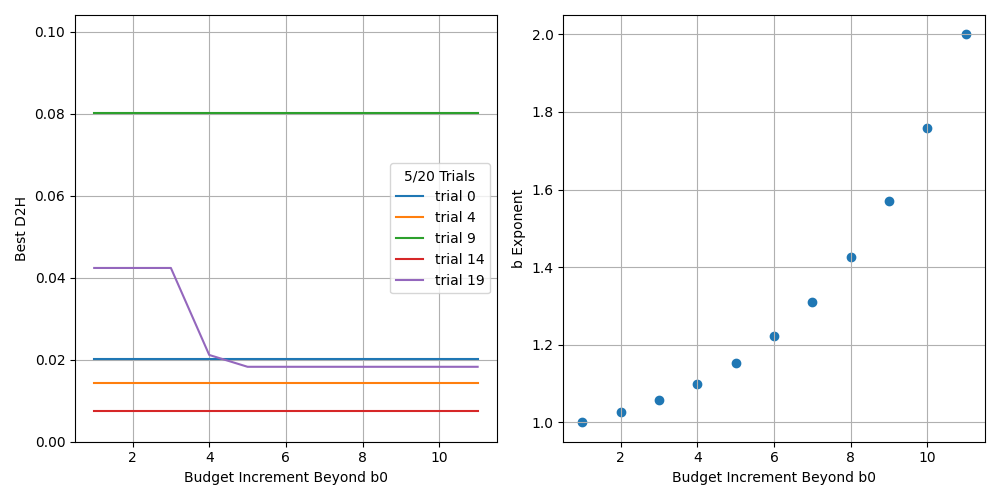 0.10
0.08
0.06
0.04
0.02
0.00
Best D2H
2 4 6 8 10
Budget Increment Beyond b0
5/20 Trials
trial 0
trial 4
trial 9
trial 14
trial 19
2.0
1.8
1.6
1.4
1.2
1.0
b Exponent
2 4 6 8 10
Budget Increment Beyond b0